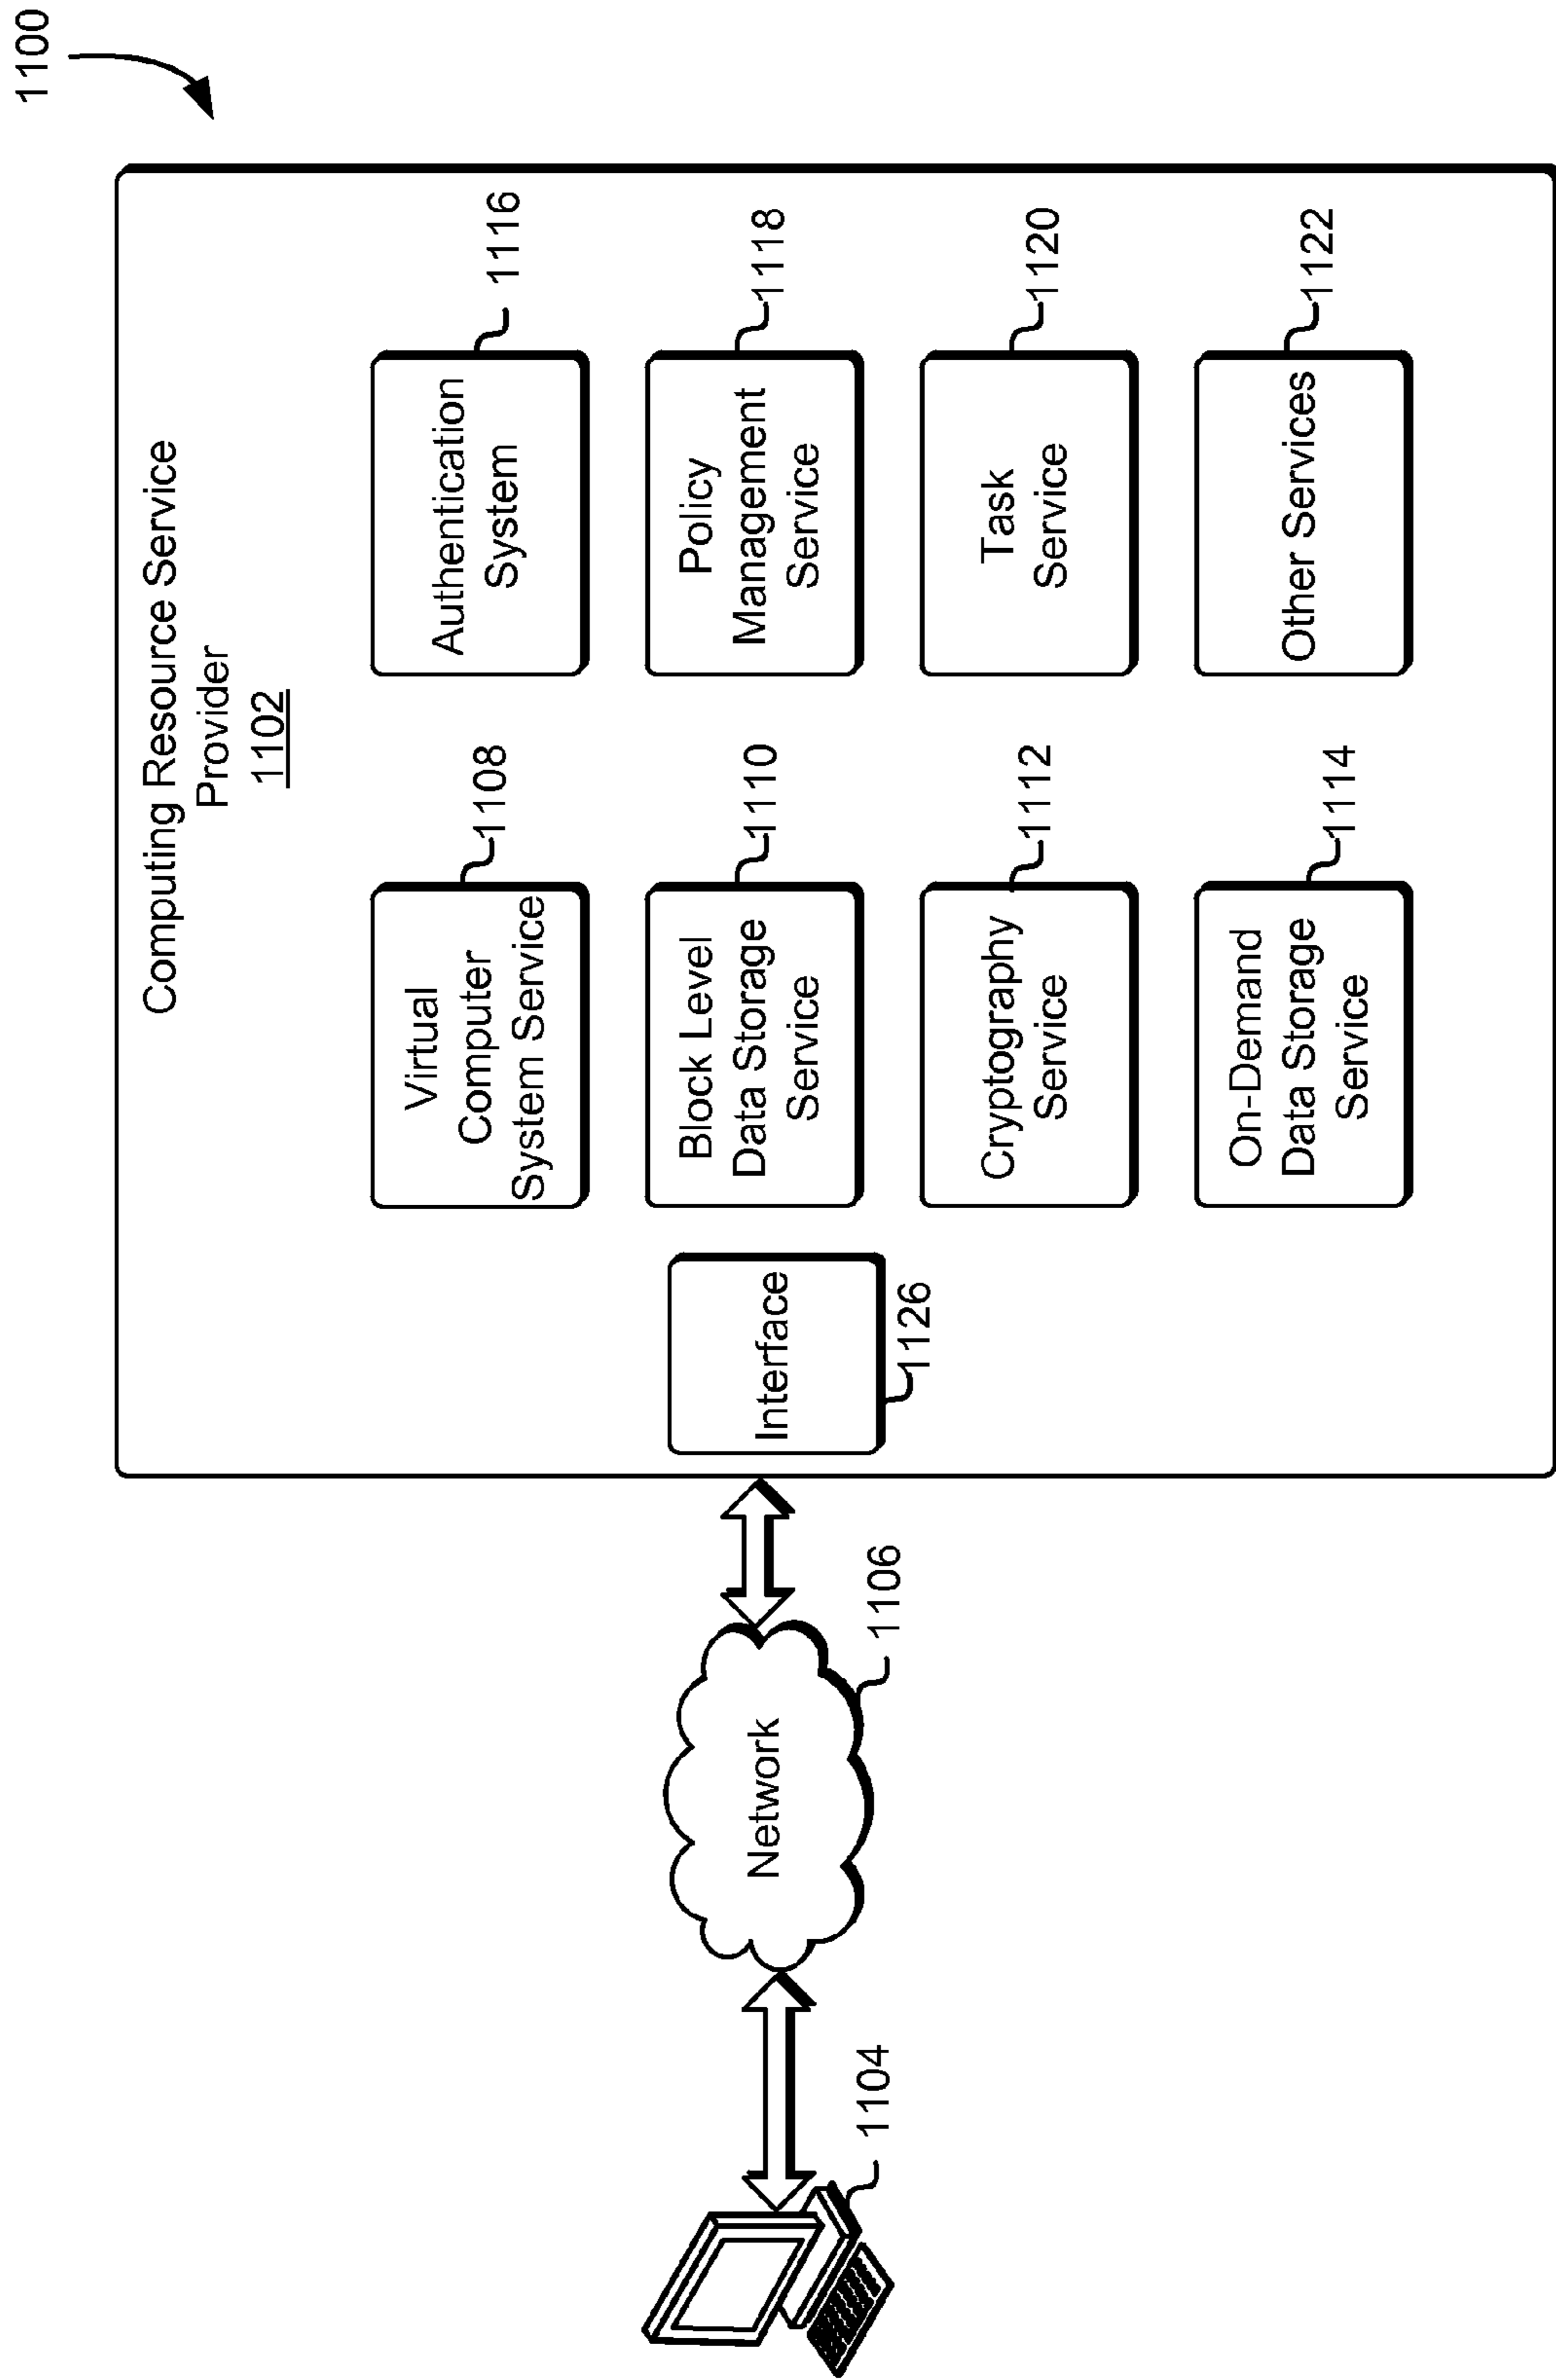 1100
Computing Resource Service
Provider
1102
Virtual
Computer
System Service
1108
Authentication
System
1116
Block Level
Data Storage
Service
1110
Policy
Management
Service
1118
Cryptography
Service
1112
Task
Service
1120
On-Demand
Data Storage
Service
1114
Other Services
1122
Interface
1126
Network
1106
1104